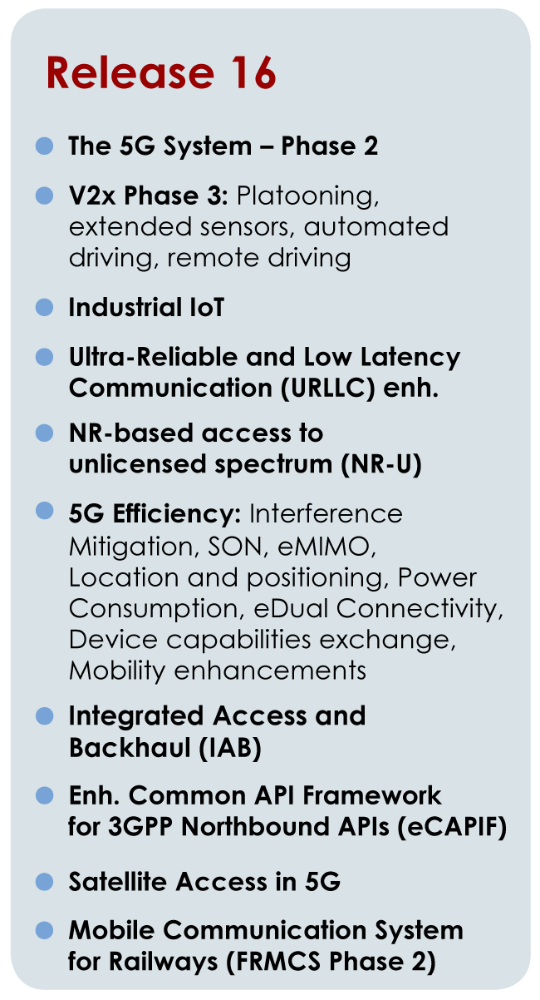 Release 16
The 5G System – Phase 2
V2x Phase 3: Platooning,
extended sensors, automated
driving, remote driving
Industrial IoT
Ultra-Reliable and Low Latency
Communication (URLLC) enh.
NR-based access to
unlicensed spectrum (NR-U)
5G Efficiency: Interference
Mitigation, SON, eMIMO,
Location and positioning, Power
Consumption, eDual Connectivity,
Device capabilities exchange,
Mobility enhancements
Integrated Access and
Backhaul (IAB)
Enh. Common API Framework
for 3GPP Northbound APIs (eCAPIF)
Satellite Access in 5G
Mobile Communication System
for Railways (FRMCS Phase 2)